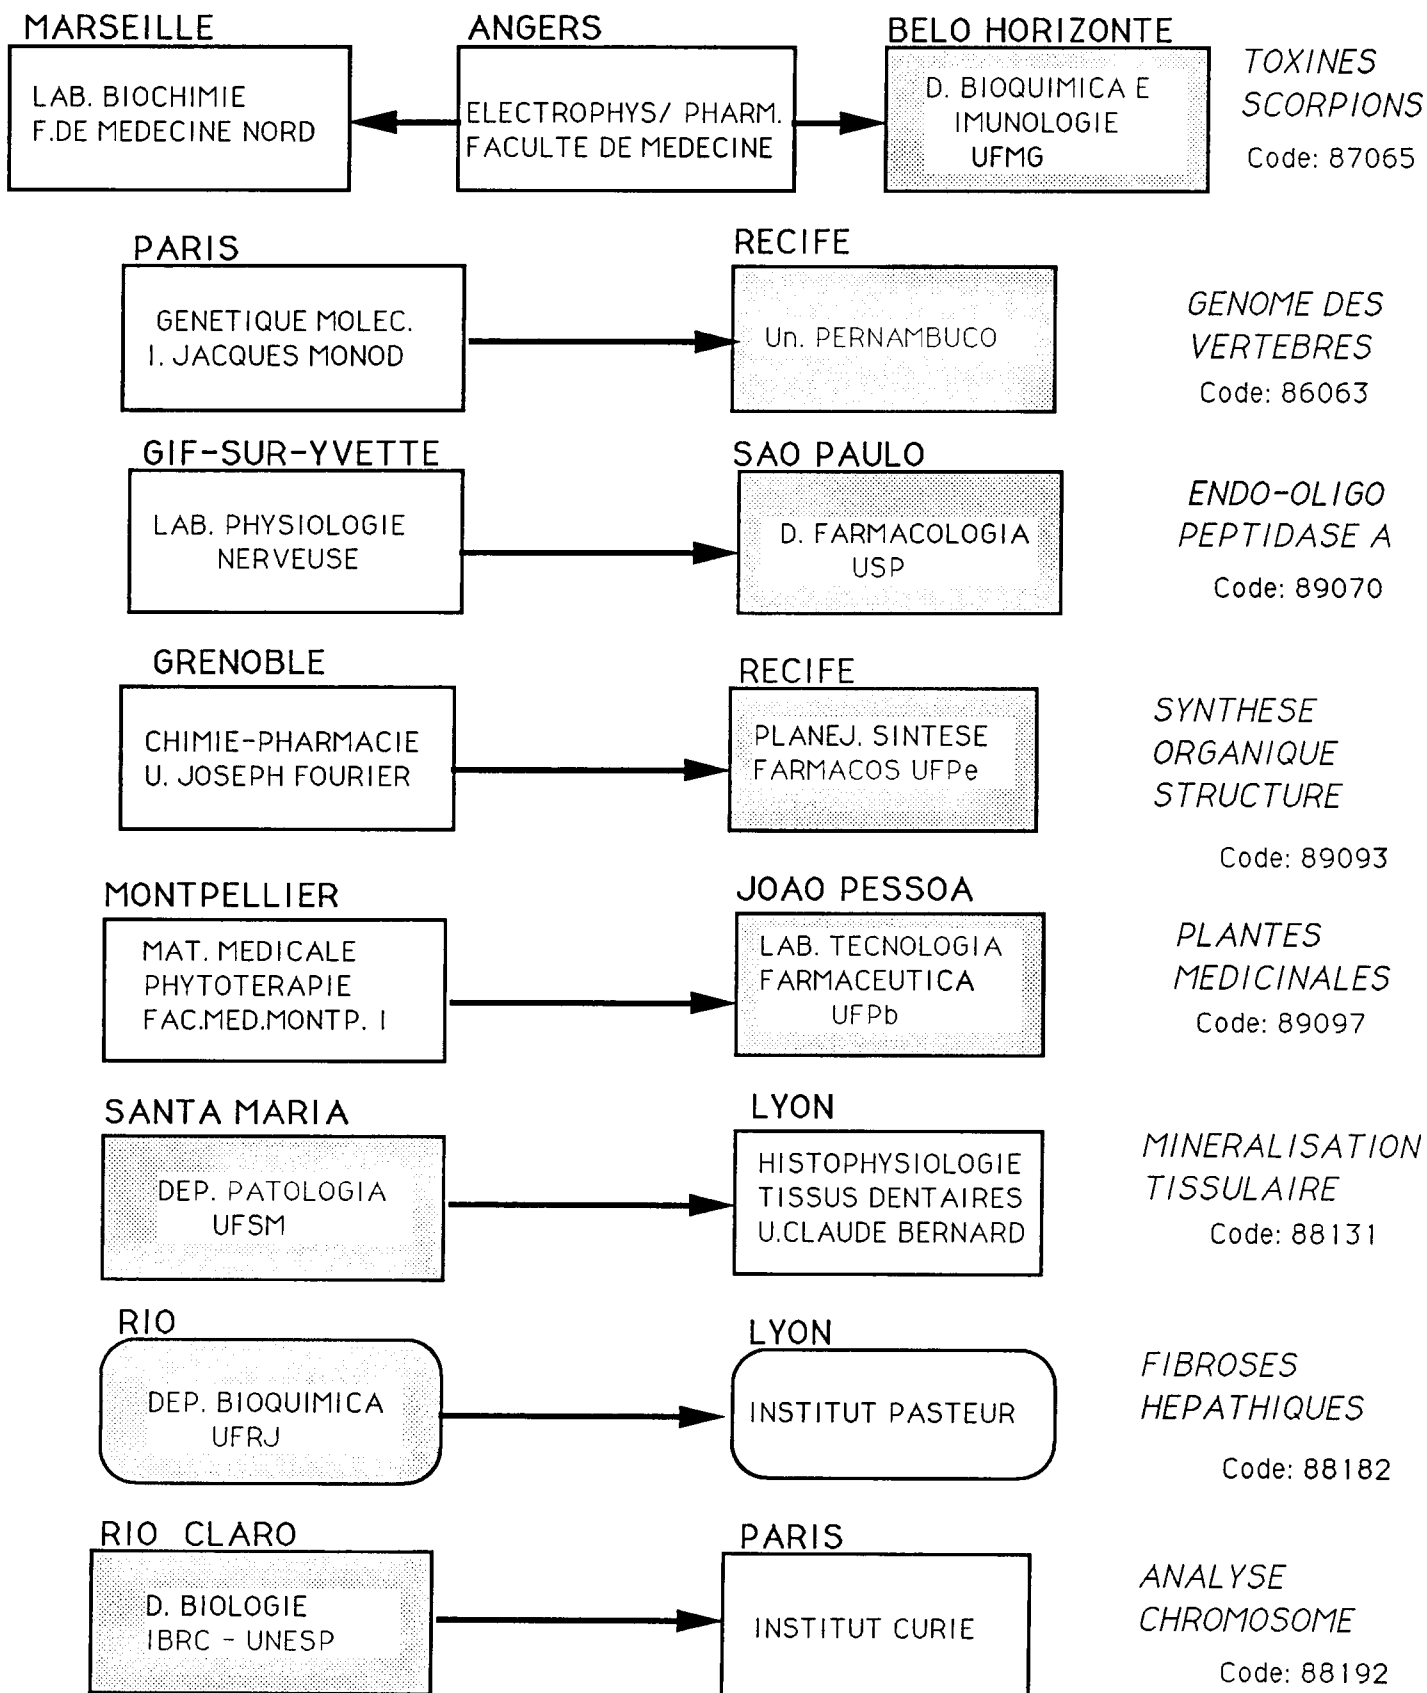 MARSEILLE
LAB. BIOCHIMIE
F.DE MEDECINE NORD
ANGERS
ELECTROPHYS/ PHARM.
FACULTE DE MEDECINE
BELO HORIZONTE
D. BIOQUIMICA E
IMUNOLOGIE
UFMG
TOXINES
SCORPIONS
Code: 87065
PARIS
GENETIQUE MOLEC.
I. JACQUES MONOD
RECIFE
Un. PERNAMBUCO
GENOME DES
VERTEBRES
Code: 86063
GIF-SUR-YVETTE
LAB. PHYSIOLOGIE
NERVEUSE
SAO PAULO
D. FARMACOLOGIA
USP
ENDO-OLIGO
PEPTIDASE A
Code: 89070
GRENOBLE
CHIMIE-PHARMACIE
U. JOSEPH FOURIER
RECIFE
PLANEJ. SINTESE
FARMACOS UFPe
SYNTHESE
ORGANIQUE
STRUCTURE
Code: 89093
MONTPELLIER
MAT. MEDICALE
PHYTOTERAPIE
FAC.MED.MONTP. I
JOAO PESSOA
LAB. TECNOLOGIA
FARMACEUTICA
UFPb
PLANTES
MEDICINALES
Code: 89097
SANTA MARIA
DEP. PATOLOGIA
UFSM
LYON
HISTOPHYSIOLOGIE
TISSUS DENTAIRES
U.CLAUDE BERNARD
MINERALISATION
TISSULAIRE
Code: 88131
RIO
DEP. BIOQUIMICA
UFRJ
LYON
INSTITUT PASTEUR
FIBROSES
HEPATHIQUES
Code: 88182
RIO CLARO
D. BIOLOGIE
IBRC - UNESP
PARIS
INSTITUT CURIE
ANALYSE
CHROMOSOME
Code: 88192